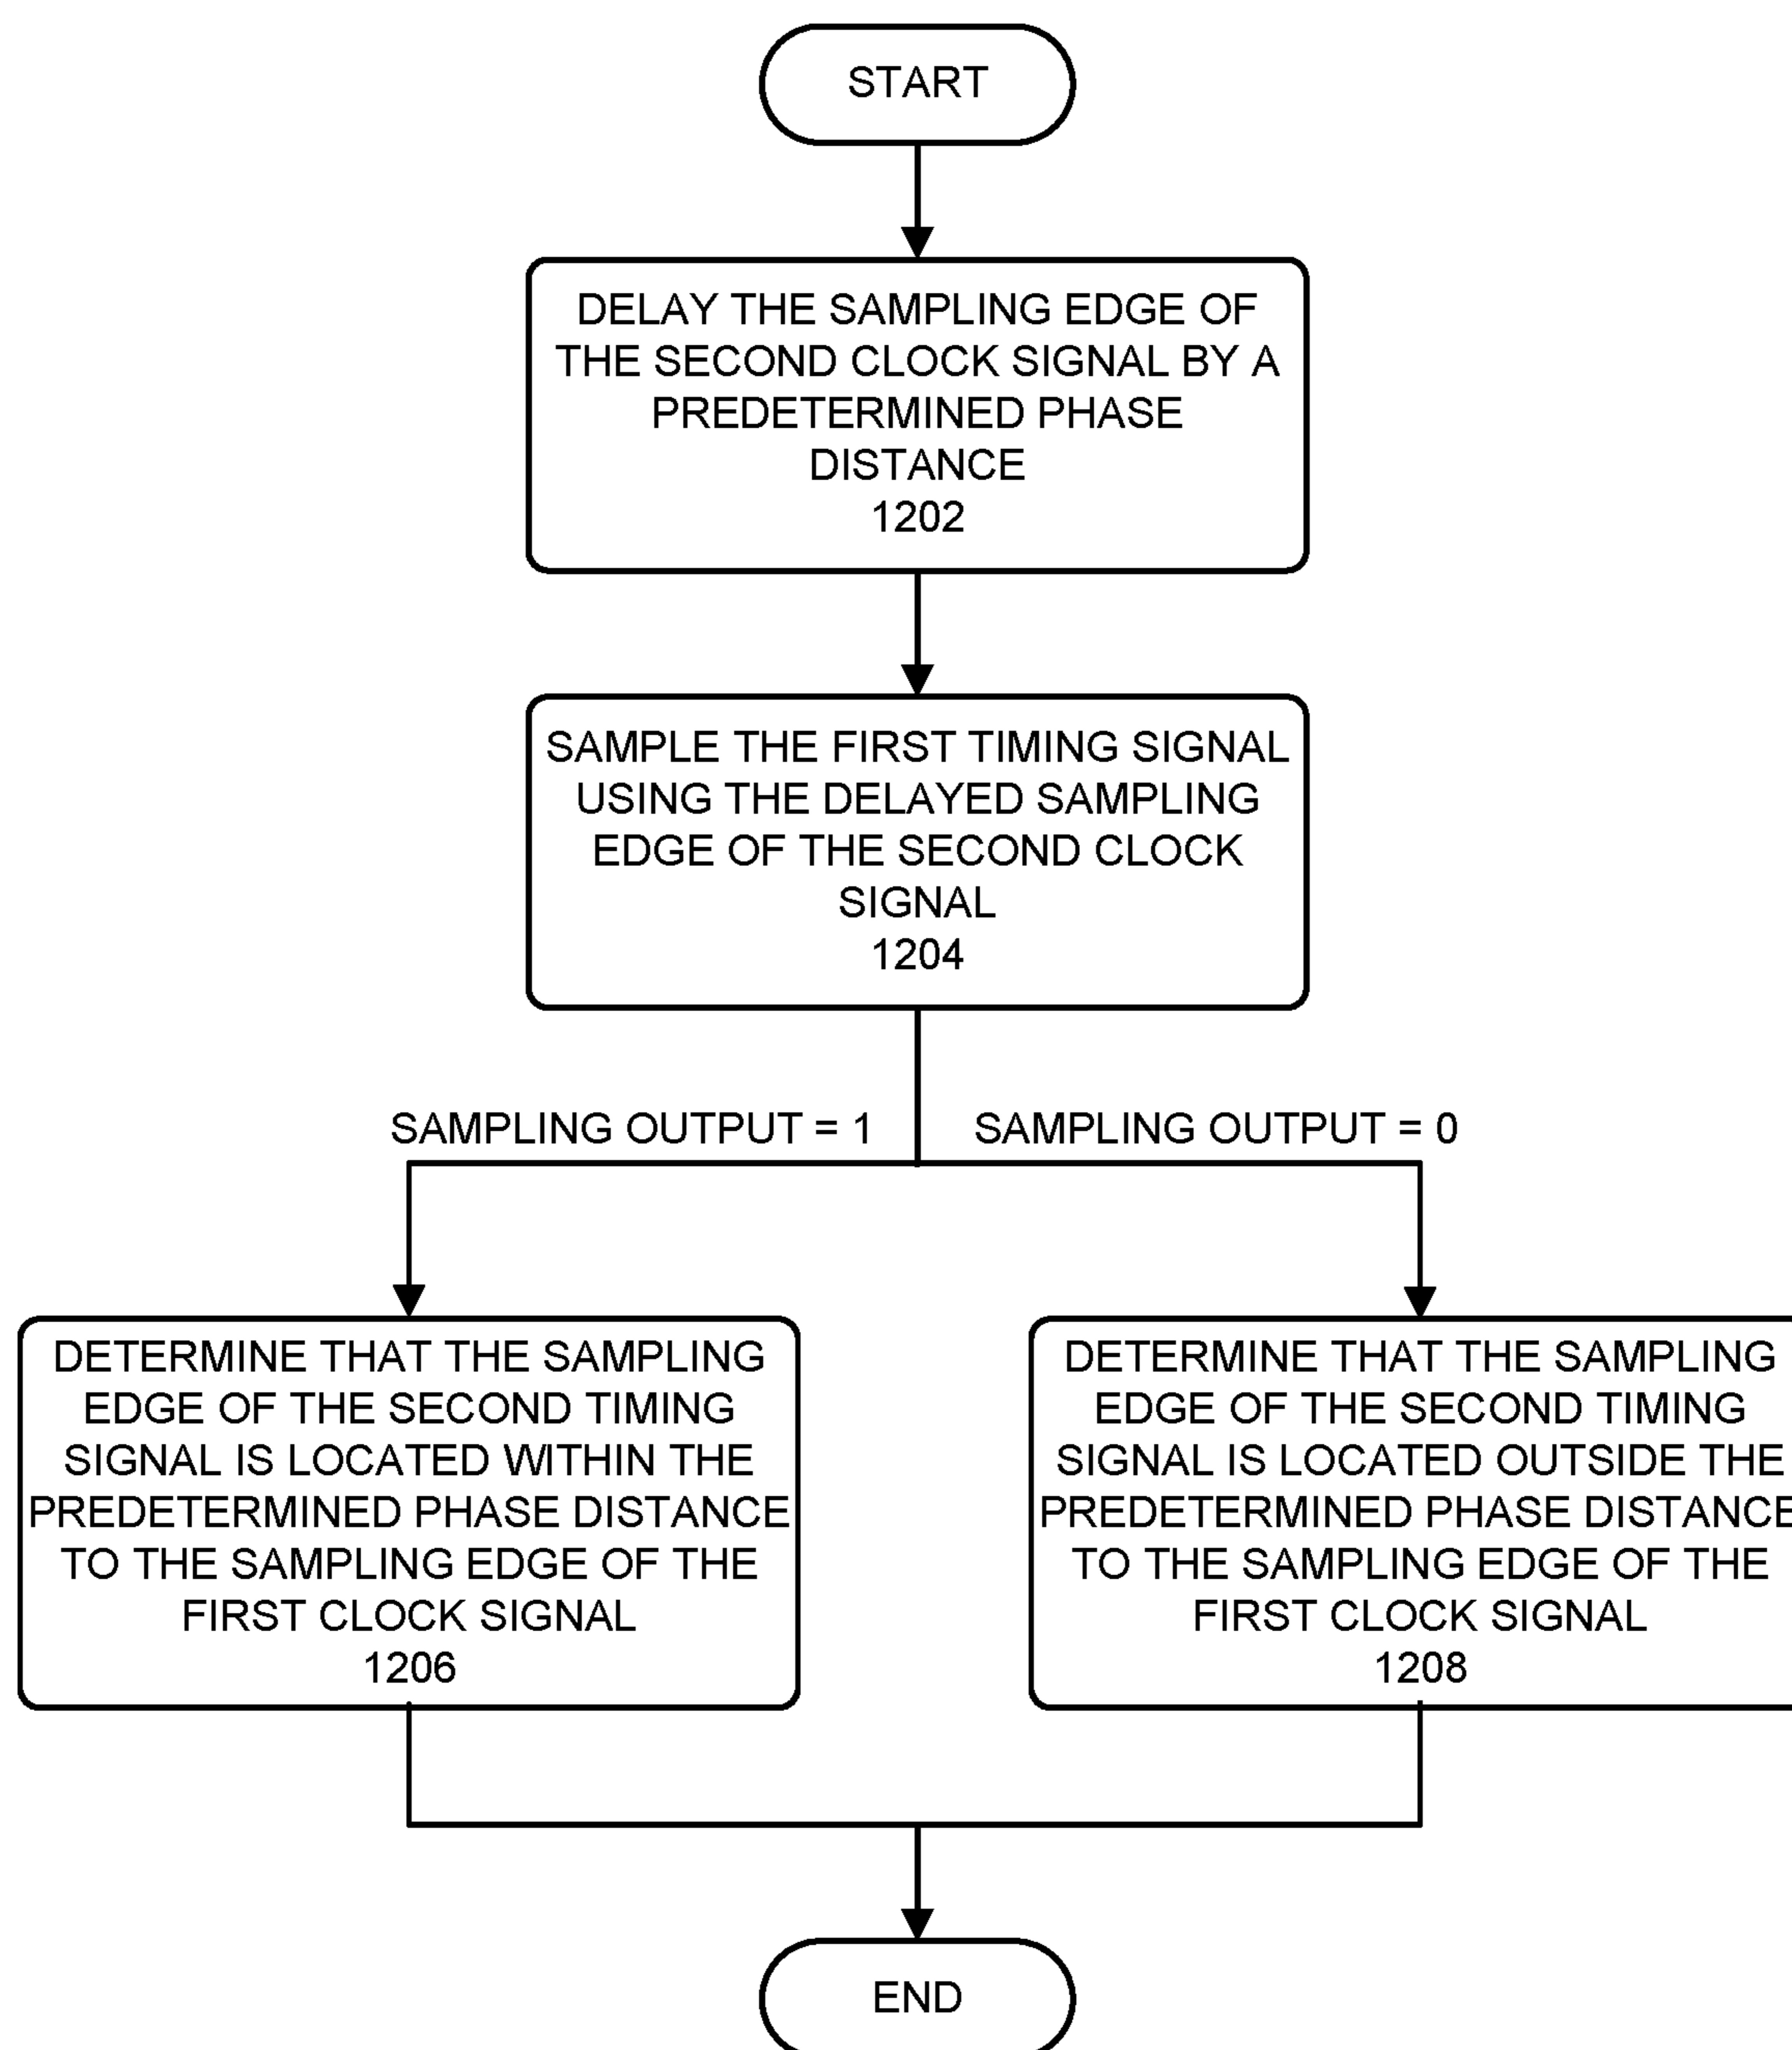 START
DELAY THE SAMPLING EDGE OF
THE SECOND CLOCK SIGNAL BY A
PREDETERMINED PHASE
DISTANCE
1202
SAMPLE THE FIRST TIMING SIGNAL
USING THE DELAYED SAMPLING
EDGE OF THE SECOND CLOCK
SIGNAL
1204
SAMPLING OUTPUT = 1
SAMPLING OUTPUT = 0
DETERMINE THAT THE SAMPLING
EDGE OF THE SECOND TIMING
SIGNAL IS LOCATED WITHIN THE
PREDETERMINED PHASE DISTANCE
TO THE SAMPLING EDGE OF THE
FIRST CLOCK SIGNAL
1206
DETERMINE THAT THE SAMPLING
EDGE OF THE SECOND TIMING
SIGNAL IS LOCATED OUTSIDE THE
PREDETERMINED PHASE DISTANCE
TO THE SAMPLING EDGE OF THE
FIRST CLOCK SIGNAL
1208
END